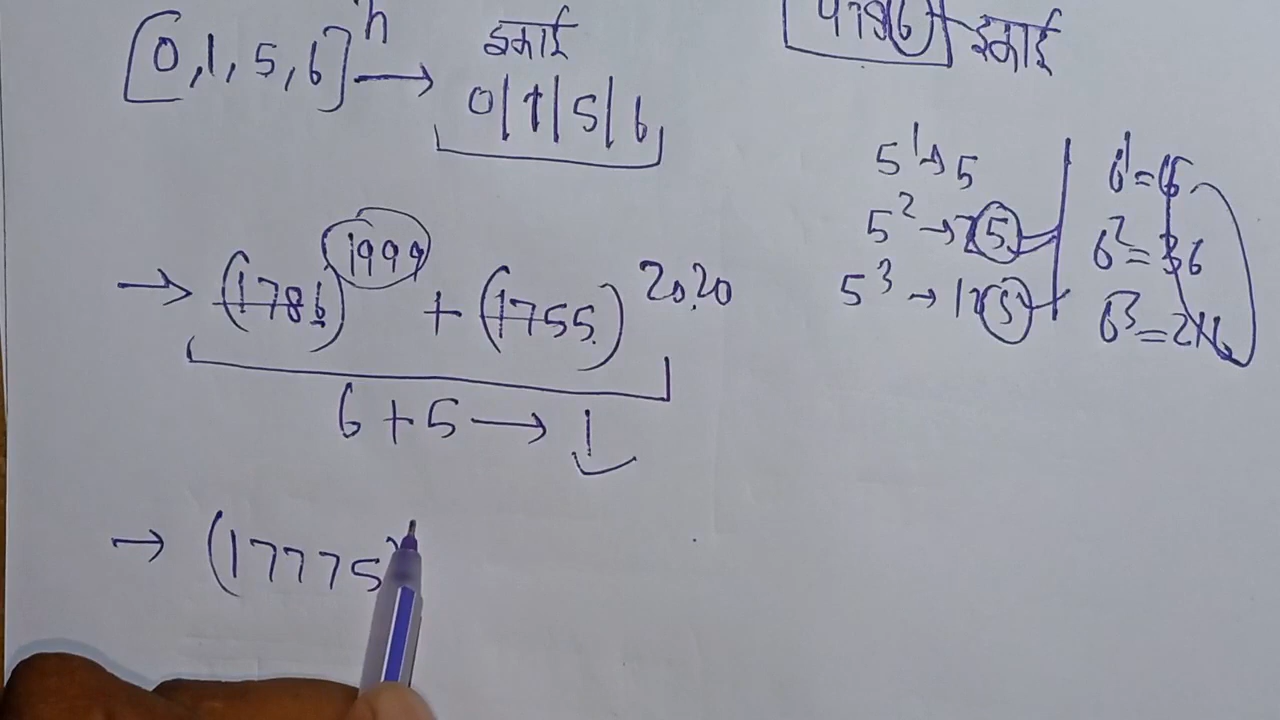 [0,1,5,6]ⁿ → इकाई
0|1|5|6
4786 इकाई
5¹→5
5²→25
5³→125
6¹=6
6²=36
6³=216
→ (1786)¹⁹⁹⁹ + (1755)²⁰²⁰
6+5 → 1
→ (17775)